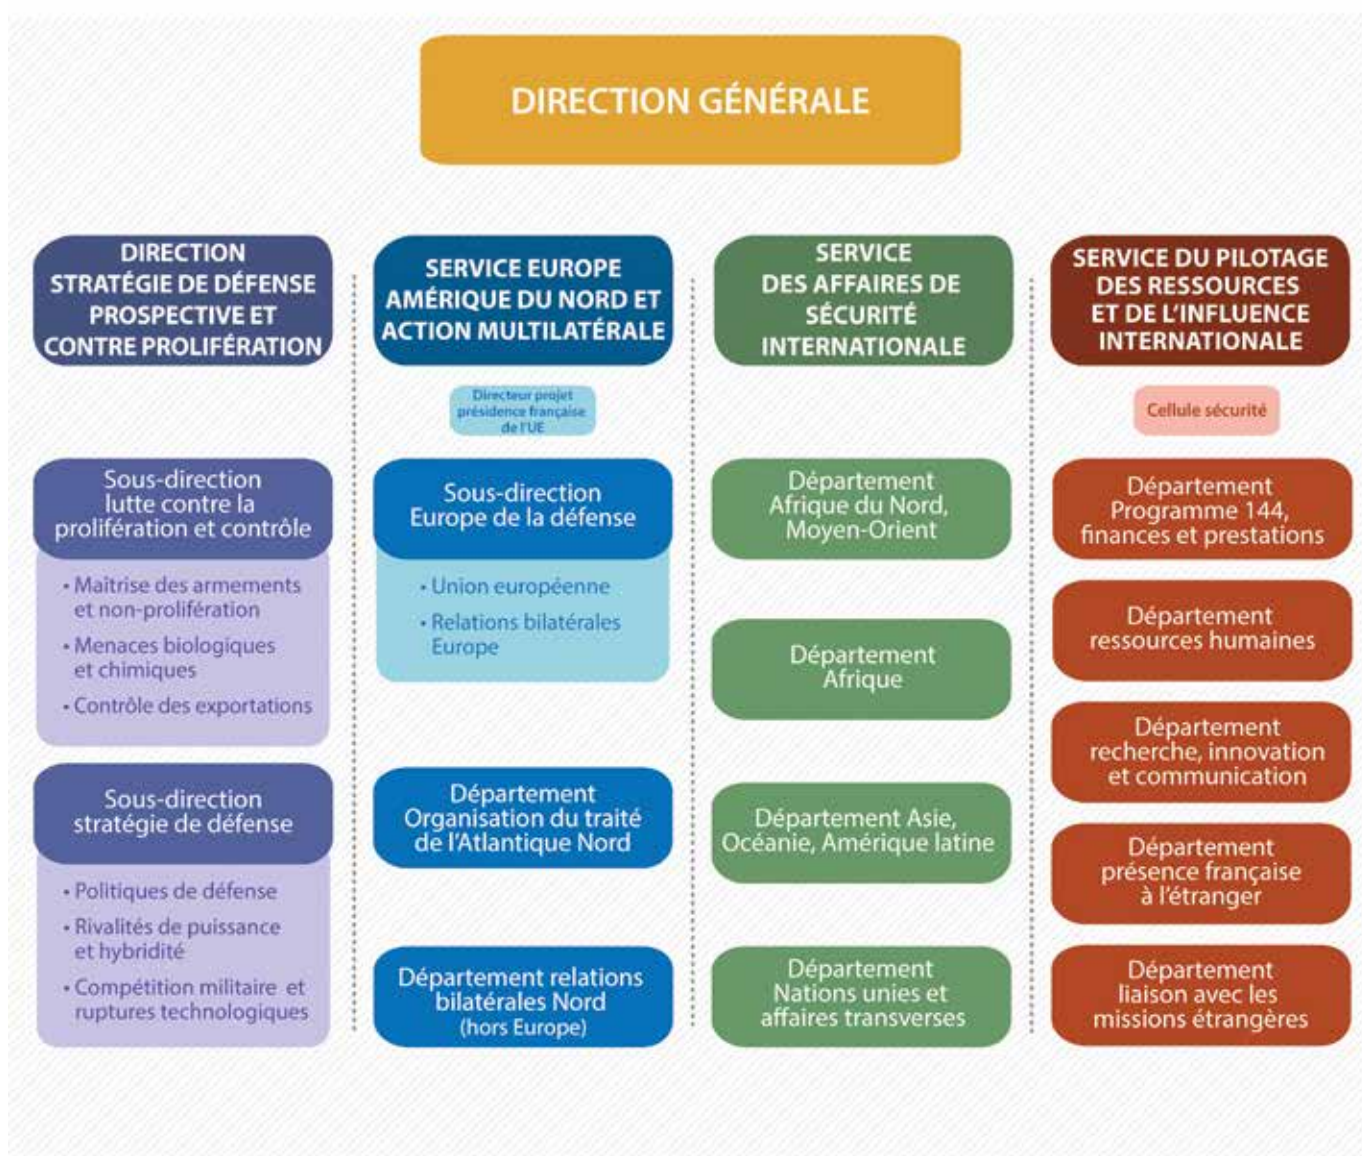 DIRECTION GÉNÉRALE
DIRECTION
STRATÉGIE DE DÉFENSE
PROSPECTIVE ET
CONTRE PROLIFÉRATION
Sous-direction
lutte contre la
prolifération et contrôle
• Maîtrise des armements
et non-prolifération
• Menaces biologiques
et chimiques
• Contrôle des exportations
Sous-direction
stratégie de défense
• Politiques de défense
• Rivalités de puissance
et hybridité
• Compétition militaire et
ruptures technologiques
SERVICE EUROPE
AMÉRIQUE DU NORD ET
ACTION MULTILATÉRALE
Directeur projet
présidence française
de l'UE
Sous-direction
Europe de la défense
• Union européenne
• Relations bilatérales
Europe
Département
Organisation du traité
de l'Atlantique Nord
Département relations
bilatérales Nord
(hors Europe)
SERVICE
DES AFFAIRES DE
SÉCURITÉ
INTERNATIONALE
Département
Afrique du Nord,
Moyen-Orient
Département
Afrique
Département Asie,
Océanie, Amérique latine
Département
Nations unies et
affaires transverses
SERVICE DU PILOTAGE
DES RESSOURCES
ET DE L'INFLUENCE
INTERNATIONALE
Cellule sécurité
Département
Programme 144,
finances et prestations
Département
ressources humaines
Département
recherche, innovation
et communication
Département
présence française
à l'étranger
Département
liaison avec les
missions étrangères